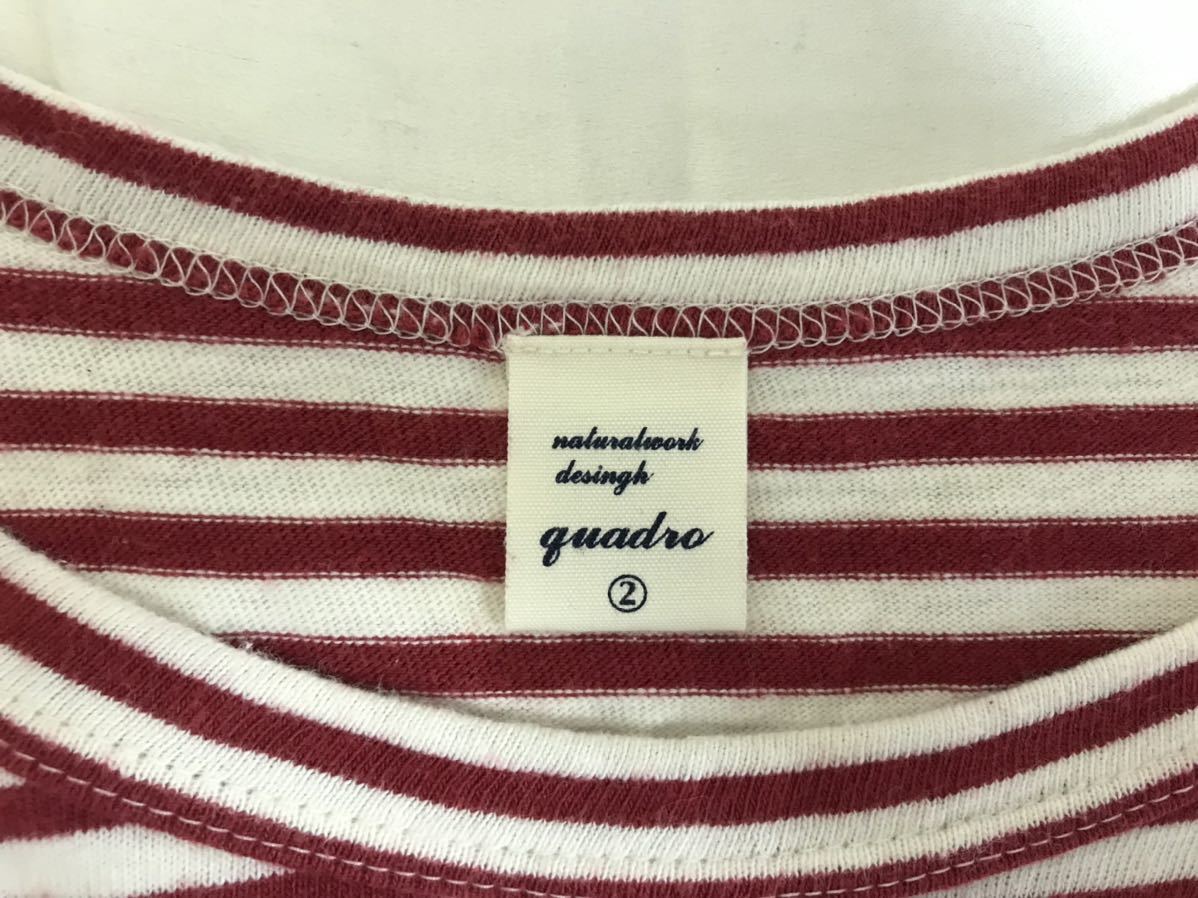 naturalwork
desingh
quadro
②